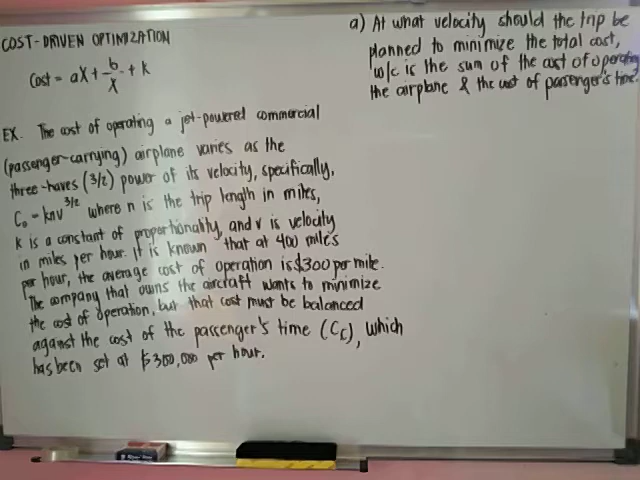 COST-DRIVEN OPTIMIZATION
Cost = aX + b/X + k
EX. The cost of operating a jet-powered commercial
(passenger-carrying) airplane varies as the
three-haves (3/2) power of its velocity, specifically,
C₀ = knv^3/2 where n is the trip length in miles,
k is a constant of proportionality, and v is velocity
in miles per hour. It is known that at 400 miles
per hour, the average cost of operation is $300 per mile.
The company that owns the aircraft wants to minimize
the cost of operation, but that cost must be balanced
against the cost of the passenger's time (Cc), which
has been set at $300,000 per hour.
a) At what velocity should the trip be
planned to minimize the total cost,
w/c is the sum of the cost of operating
the airplane & the cost of passenger's time.